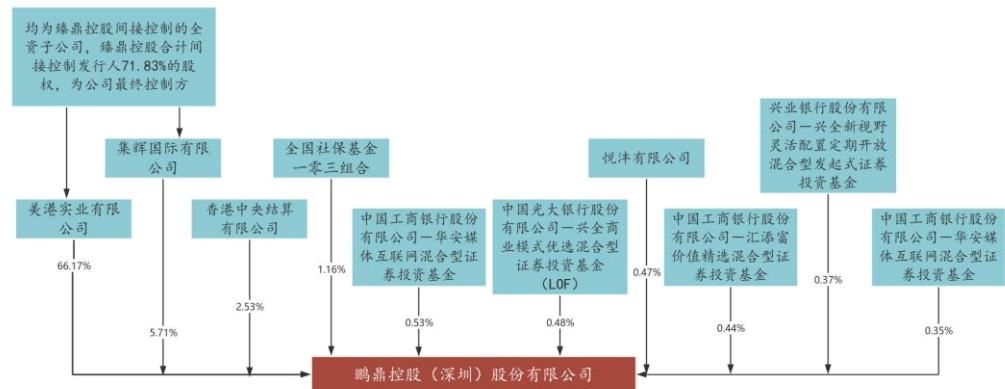 均为臻鼎控股间接控制的全
资子公司，臻鼎控股合计间
接控制发行人71.83%的股
权，为公司最终控制方
集辉国际有限
公司
全国社保基金
一零三组合
悦沣有限公司
兴业银行股份有限
公司－兴全新视野
灵活配置定期开放
混合型发起式证券
投资基金
美港实业有限
公司
香港中央结算
有限公司
中国工商银行股份
有限公司－华安媒
体互联网混合型证
券投资基金
中国光大银行股份
有限公司－兴全商
业模式优选混合型
证券投资基金
（LOF）
中国工商银行股份
有限公司－汇添富
价值精选混合型证
券投资基金
中国工商银行股份
有限公司－华安媒
体互联网混合型证
券投资基金
66.17%
5.71%
2.53%
1.16%
0.53%
0.48%
0.47%
0.44%
0.37%
0.35%
鹏鼎控股（深圳）股份有限公司